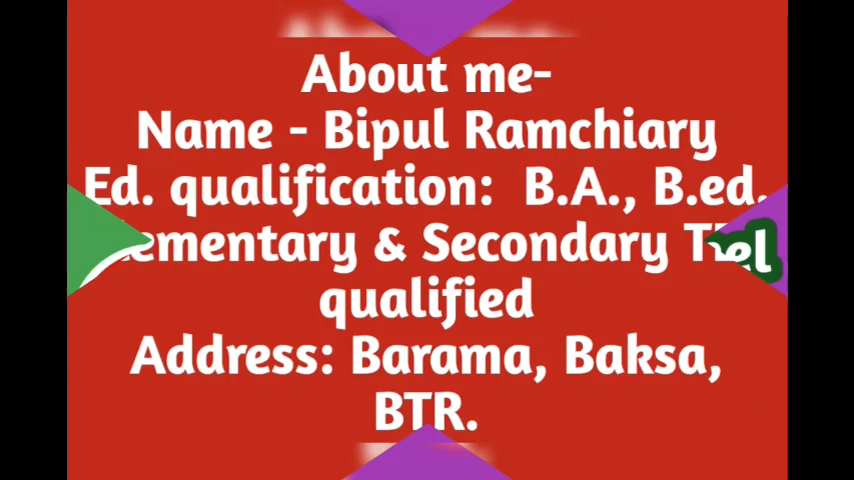 About me-
Name - Bipul Ramchiary
Ed. qualification: B.A., B.ed.
& Secondary
qualified
Address: Barama, Baksa,
BTR.